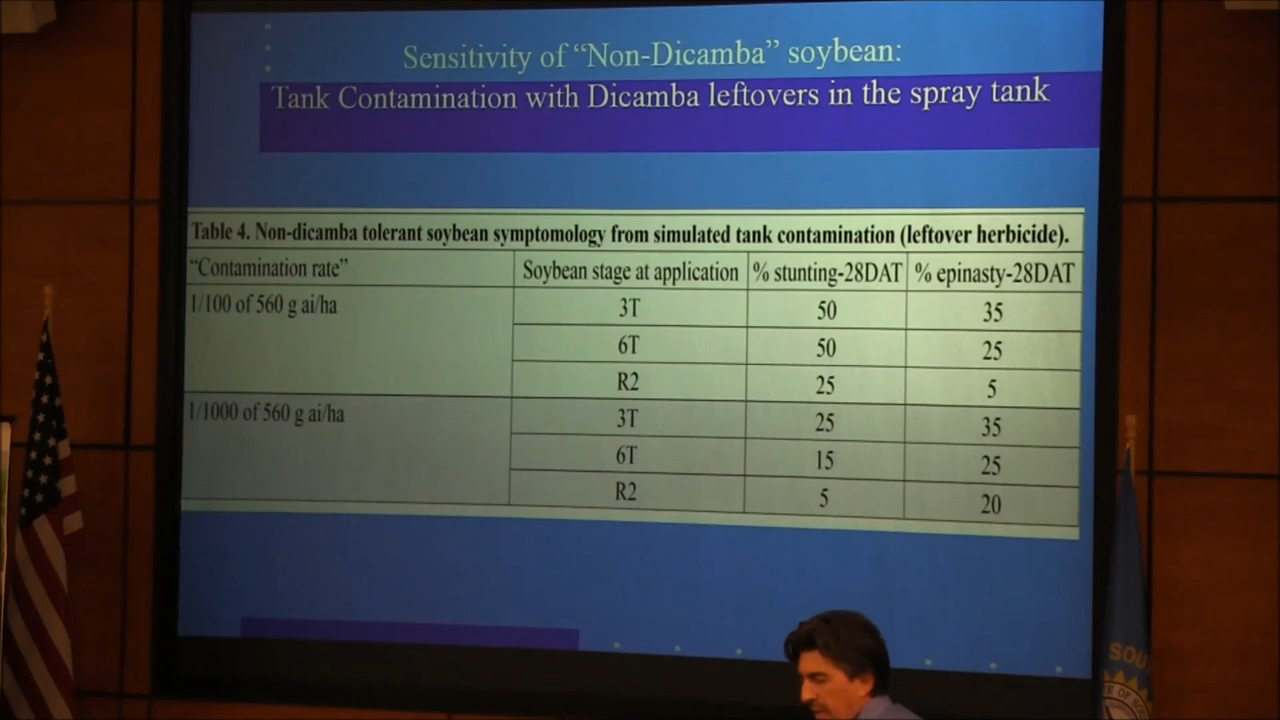 Sensitivity of “Non-Dicamba” soybean:
Tank Contamination with Dicamba leftovers in the spray tank
Table 4. Non-dicamba tolerant soybean symptomology from simulated tank contamination (leftover herbicide).
“Contamination rate” Soybean stage at application % stunting-28DAT % epinasty-28DAT
1/100 of 560 g ai/ha 3T 50 35
6T 50 25
R2 25 5
1/1000 of 560 g ai/ha 3T 25 35
6T 15 25
R2 5 20